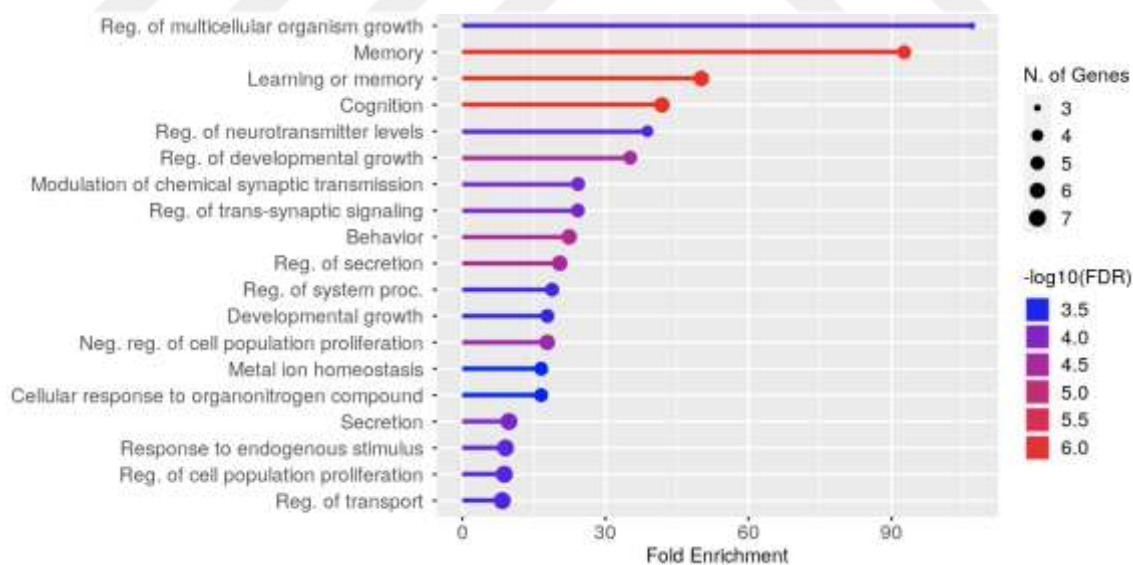 Reg. of multicellular organism growth
Memory
Learning or memory
Cognition
Reg. of neurotransmitter levels
Reg. of developmental growth
Modulation of chemical synaptic transmission
Reg. of trans-synaptic signaling
Behavior
Reg. of secretion
Reg. of system proc.
Developmental growth
Neg. reg. of cell population proliferation
Metal ion homeostasis
Cellular response to organonitrogen compound
Secretion
Response to endogenous stimulus
Reg. of cell population proliferation
Reg. of transport
0 30 60 90
Fold Enrichment
N. of Genes
3
4
5
6
7
-log10(FDR)
3.5
4.0
4.5
5.0
5.5
6.0